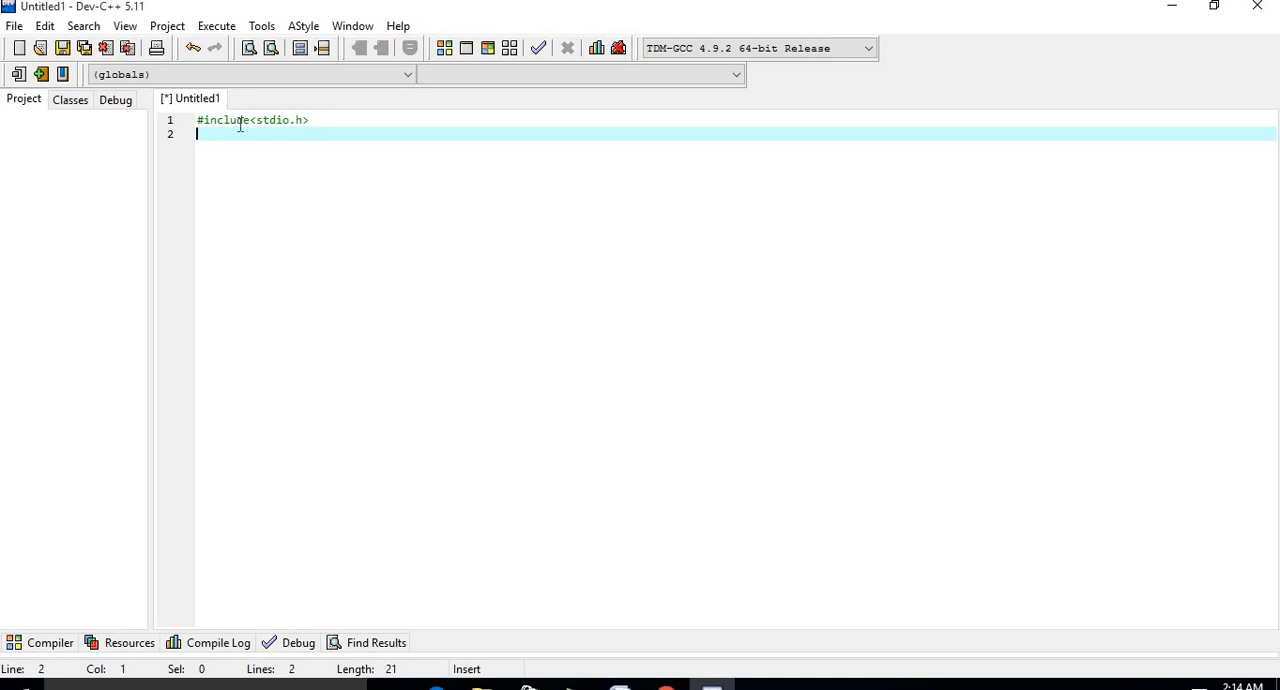 Untitled1 - Dev-C++ 5.11
File Edit Search View Project Execute Tools AStyle Window Help
TDM-GCC 4.9.2 64-bit Release
(globals)
Project Classes Debug [*] Untitled1
1 #include<stdio.h>
2
Compiler Resources Compile Log Debug Find Results
Line: 2 Col: 1 Sel: 0 Lines: 2 Length: 21 Insert
2:14 AM